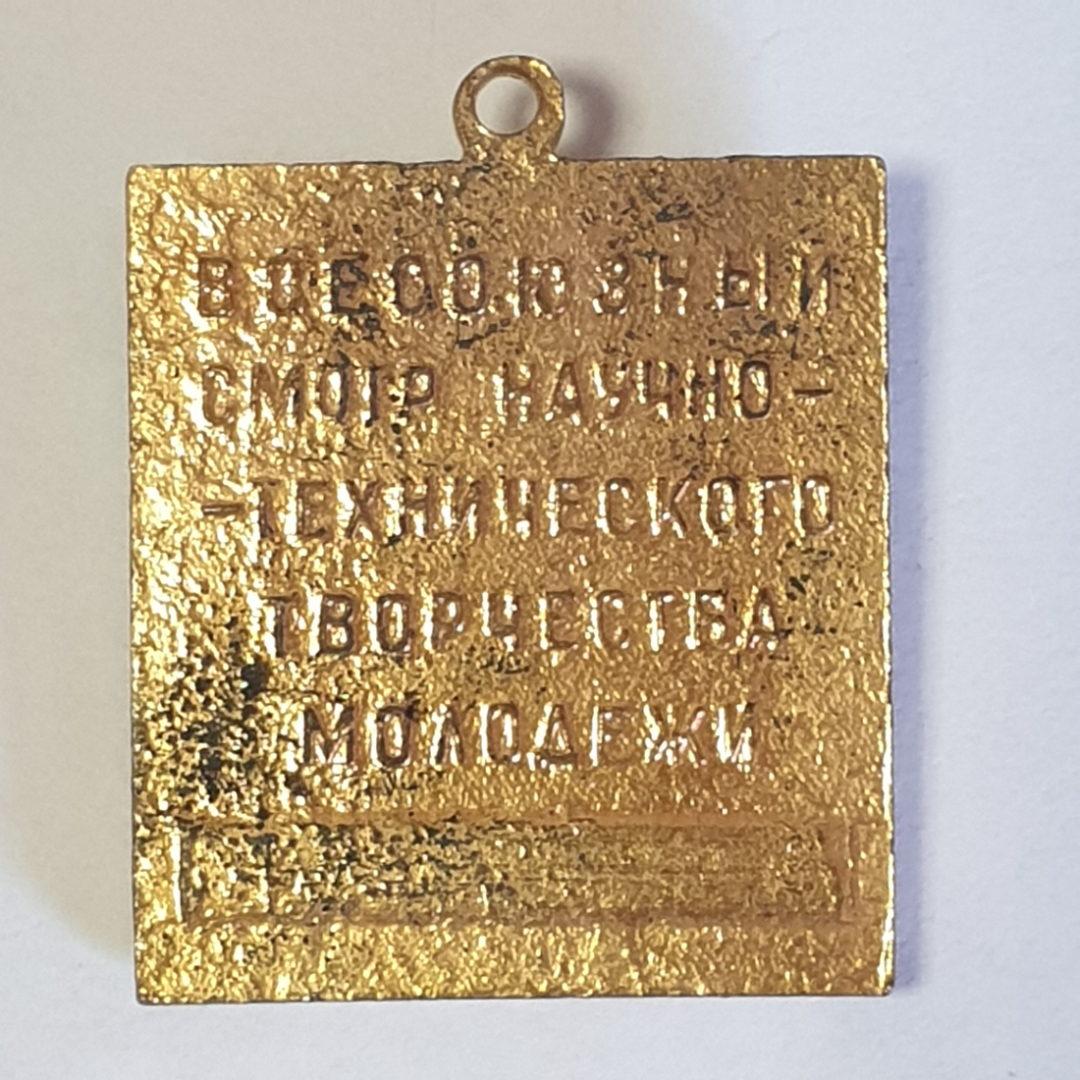 ВСЕСОЮЗНЫЙ
СМОТР НАУЧНО-
-ТЕХНИЧЕСКОГО
ТВОРЧЕСТВА
МОЛОДЕЖИ